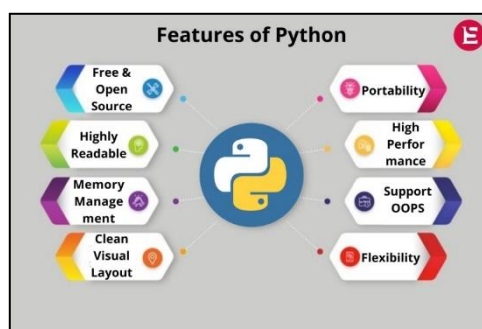 Features of Python
Free &
Open
Source
Highly
Readable
Memory
Manage
ment
Clean
Visual
Layout
Portability
High
Perfor
mance
Support
OOPS
Flexibility